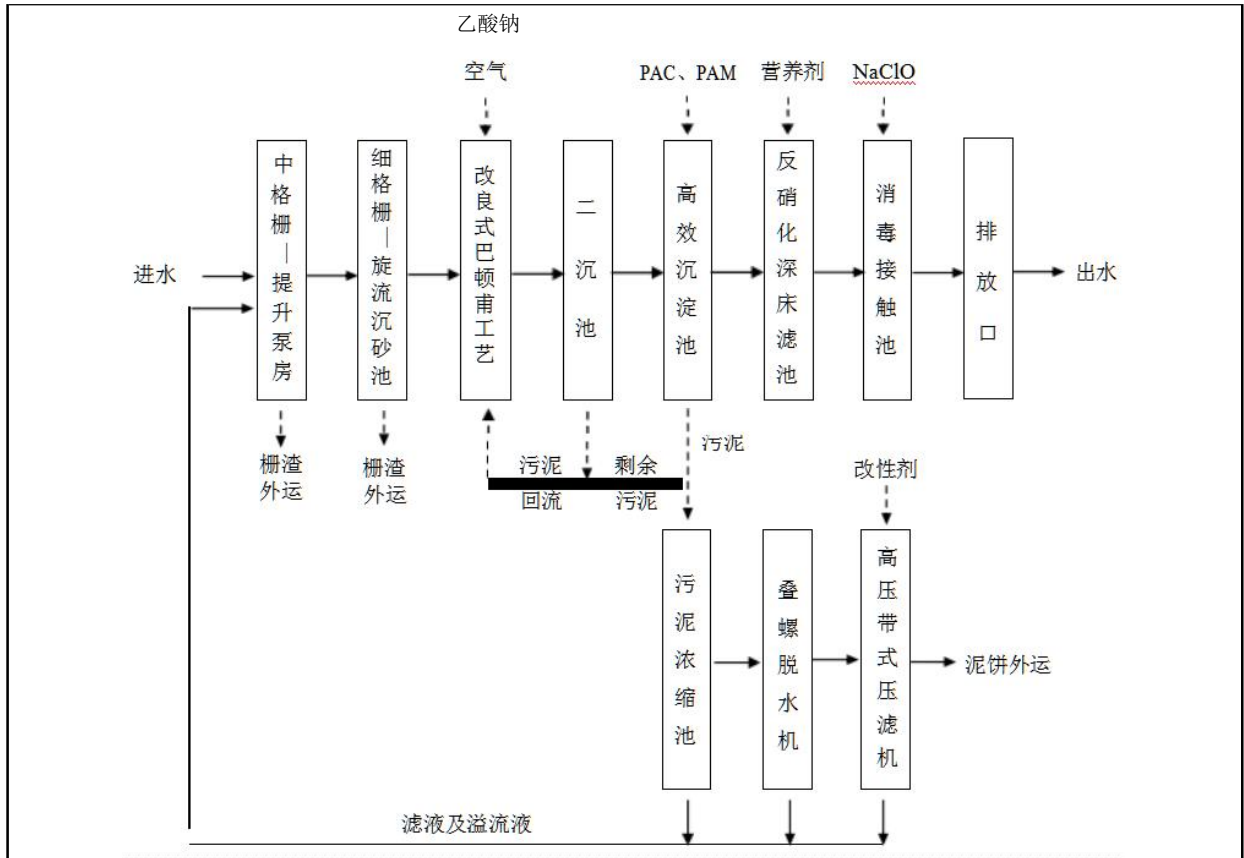 乙酸钠
空气
PAC、PAM
营养剂
NaClO
进水
中格栅—提升泵房
细格栅—旋流沉砂池
改良式巴顿甫工艺
二沉池
高效沉淀池
反硝化深床滤池
消毒接触池
排放口
出水
栅渣
外运
栅渣
外运
污泥
回流
剩余
污泥
污泥
改性剂
污泥浓缩池
叠螺脱水机
高压带式压滤机
泥饼外运
滤液及溢流液